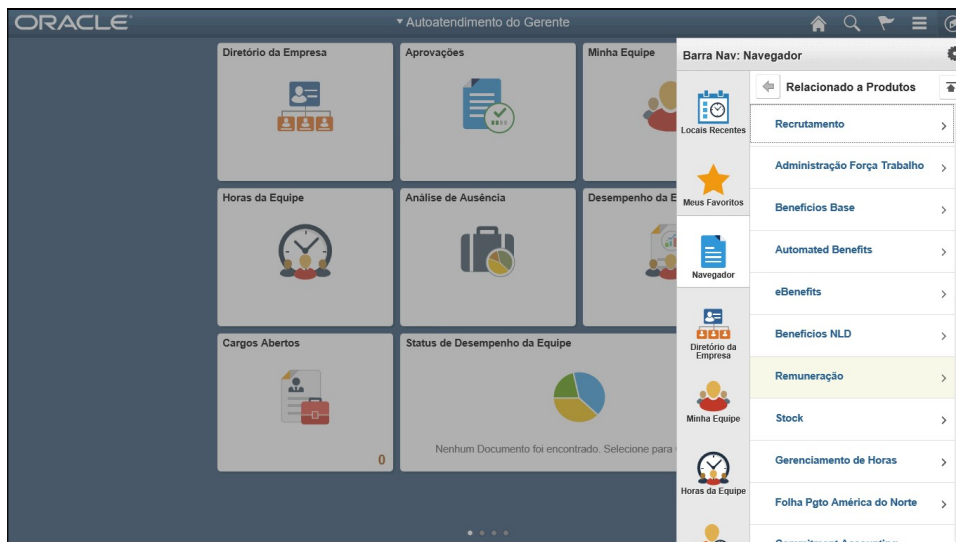 ORACLE
Autoatendimento do Gerente
Diretório da Empresa
Aprovações
Minha Equipe
Horas da Equipe
Análise de Ausência
Desempenho da E
Cargos Abertos
0
Status de Desempenho da Equipe
Nenhum Documento foi encontrado. Selecione para
Barra Nav: Navegador
Locais Recentes
Meus Favoritos
Navegador
Diretório da
Empresa
Minha Equipe
Horas da Equipe
Relacionado a Produtos
Recrutamento
Administração Força Trabalho
Benefícios Base
Automated Benefits
eBenefits
Benefícios NLD
Remuneração
Stock
Gerenciamento de Horas
Folha Pgto América do Norte
Commitment Accounting